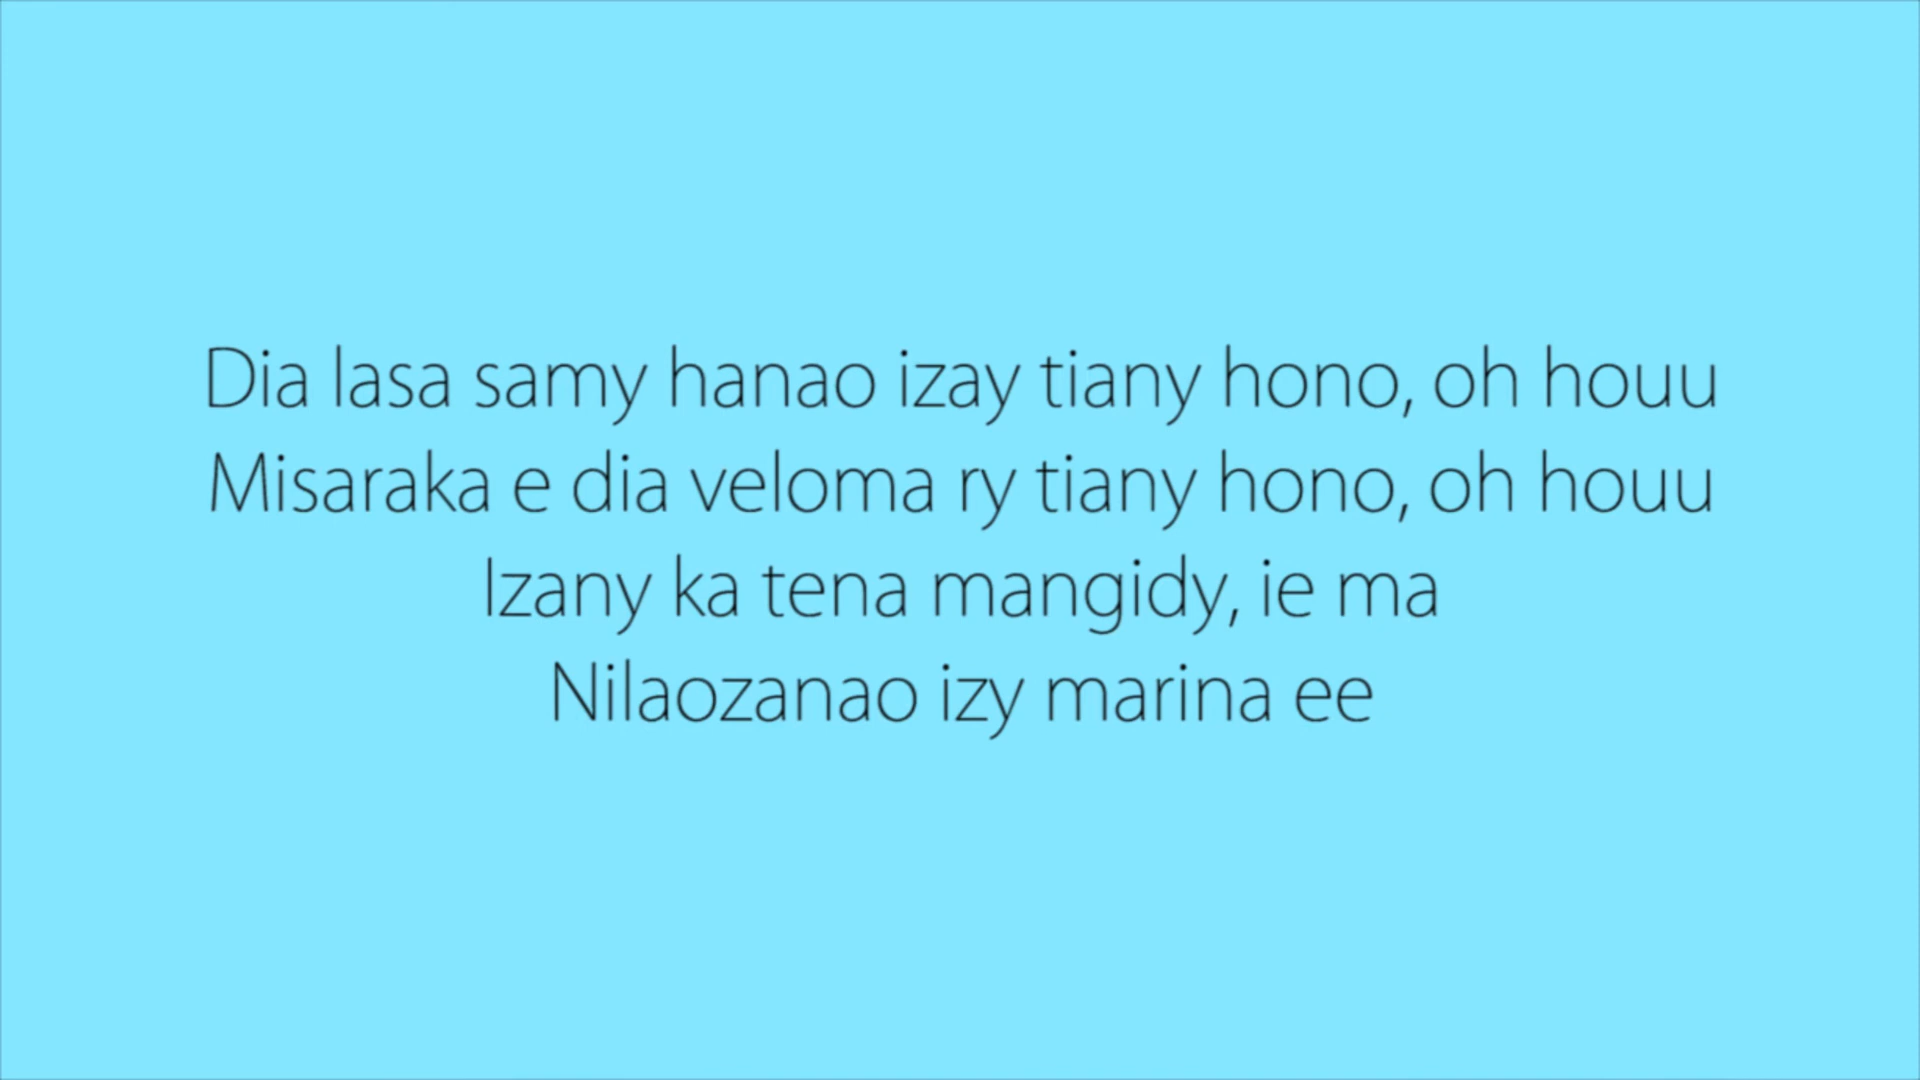 Dia lasa samy hanao izay tiany hono, oh houu
Misaraka e dia veloma ry tiany hono, oh houu
Izany ka tena mangidy, ie ma
Nilaozanao izy marina ee